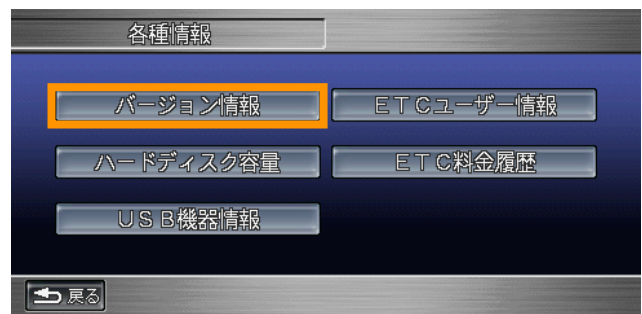 各種情報
バージョン情報
ETCユーザー情報
ハードディスク容量
ETC料金履歴
USB機器情報
戻る